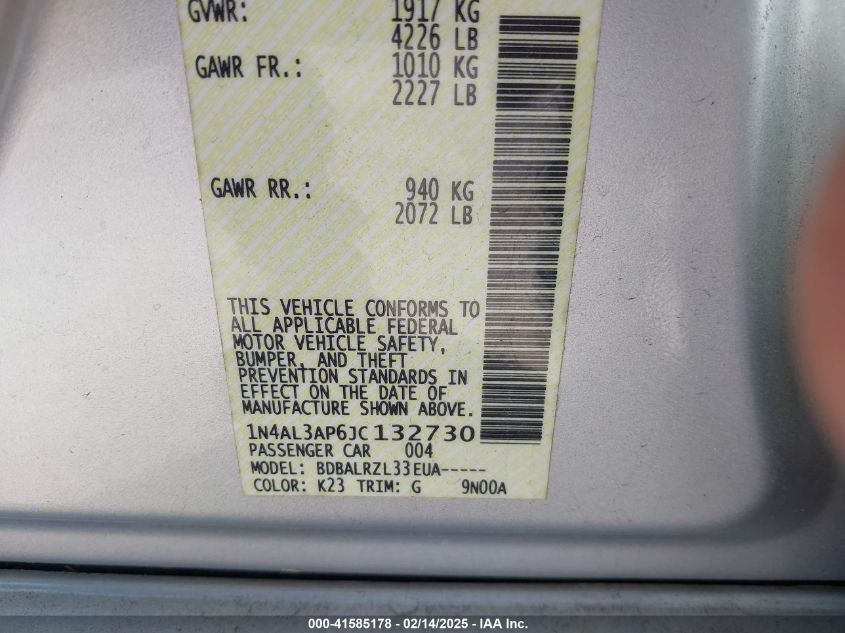 GVWR: 1917 KG
4226 LB
GAWR FR.: 1010 KG
2227 LB
GAWR RR.: 940 KG
2072 LB
THIS VEHICLE CONFORMS TO
ALL APPLICABLE FEDERAL
MOTOR VEHICLE SAFETY,
BUMPER, AND THEFT
PREVENTION STANDARDS IN
EFFECT ON THE DATE OF
MANUFACTURE SHOWN ABOVE.
1N4AL3AP6JC132730
PASSENGER CAR 004
MODEL: BDBALRZL33EUA-----
COLOR: K23 TRIM: G 9N00A
000-41585178 - 02/14/2025 - IAA Inc.